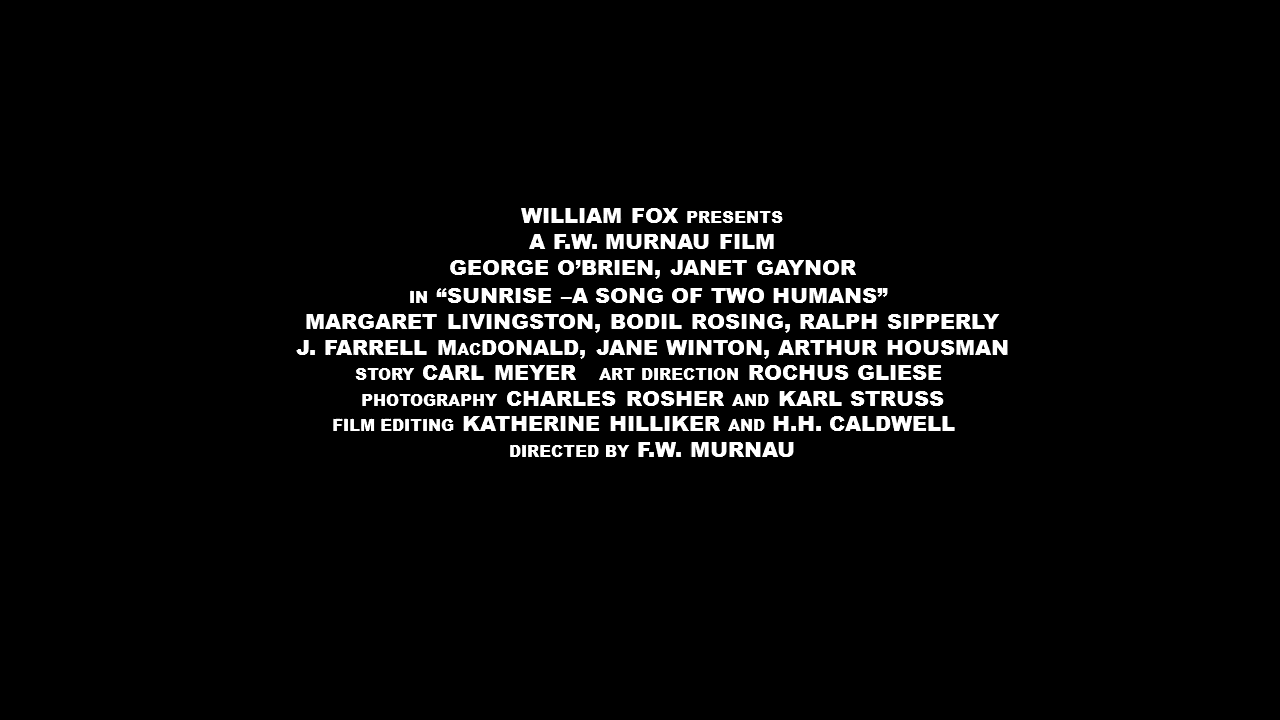 WILLIAM FOX PRESENTS
A F.W. MURNAU FILM
GEORGE O’BRIEN, JANET GAYNOR
IN “SUNRISE –A SONG OF TWO HUMANS”
MARGARET LIVINGSTON, BODIL ROSING, RALPH SIPPERLY
J. FARRELL MACDONALD, JANE WINTON, ARTHUR HOUSMAN
STORY CARL MEYER ART DIRECTION ROCHUS GLIESE
PHOTOGRAPHY CHARLES ROSHER AND KARL STRUSS
FILM EDITING KATHERINE HILLIKER AND H.H. CALDWELL
DIRECTED BY F.W. MURNAU